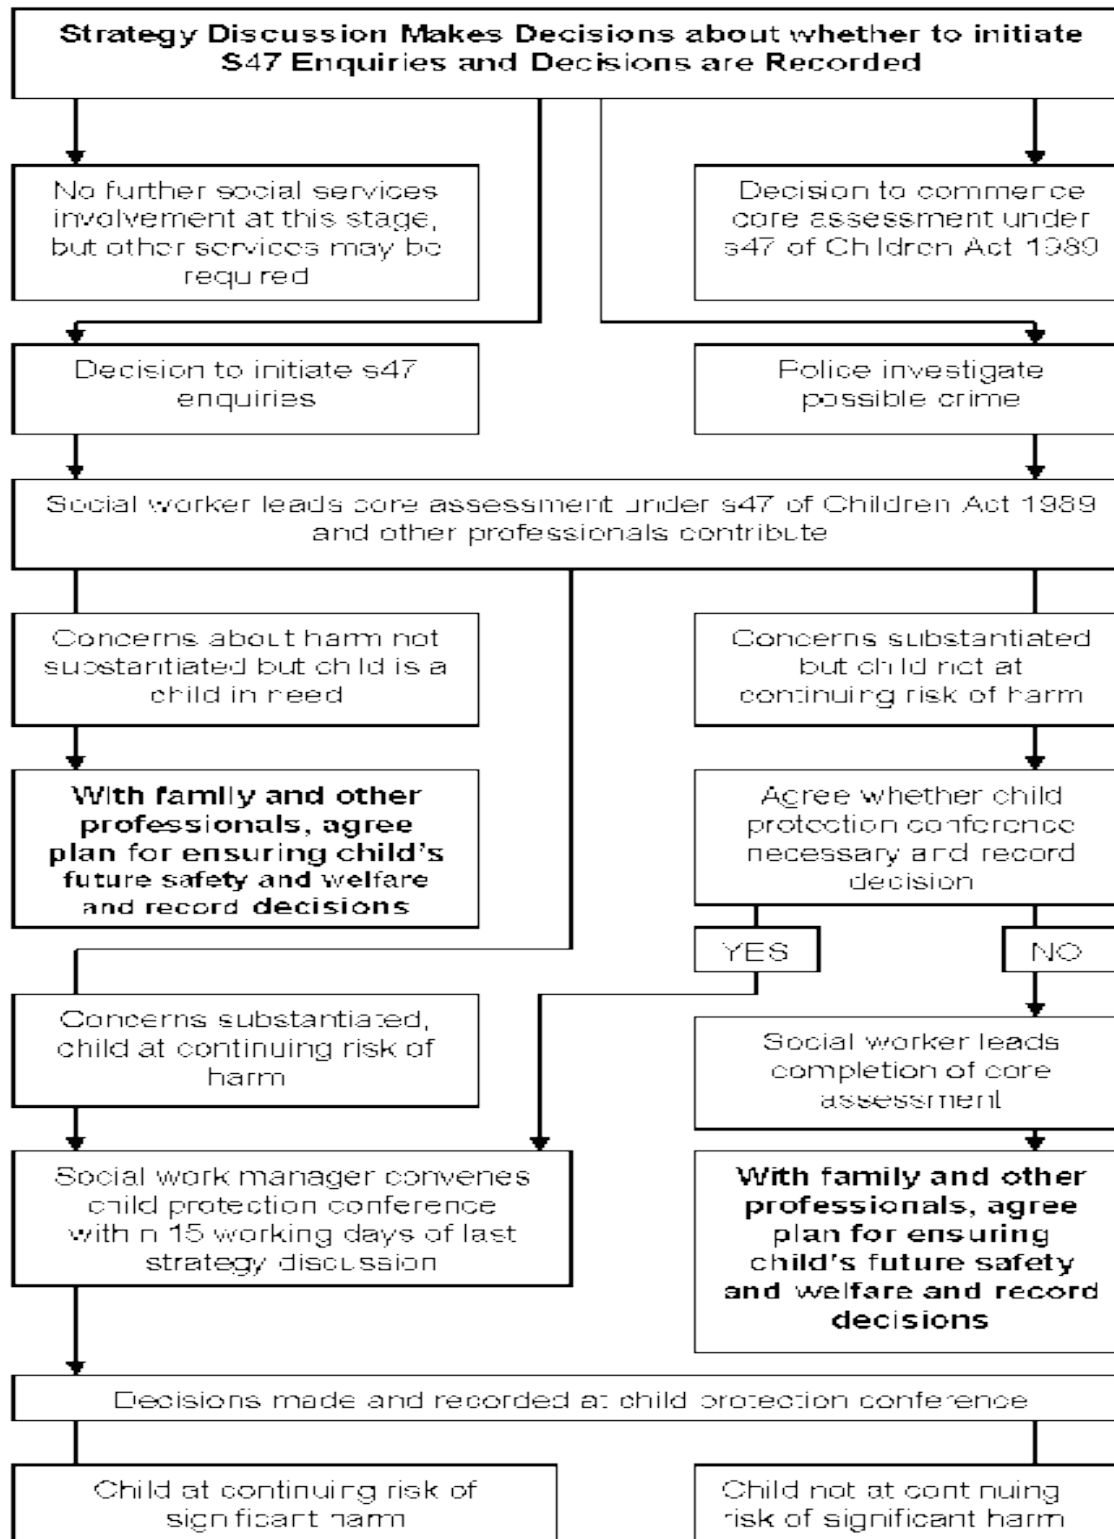 Strategy Discussion Makes Decisions about whether to initiate
S47 Enquiries and Decisions are Recorded
No further social services
involvement at this stage,
but other services may be
required
Decision to commence
core assessment under
s47 of Children Act 1989
Decision to initiate s47
enquiries
Police investigate
possible crime
Social worker leads core assessment under s47 of Children Act 1989
and other professionals contribute
Concerns about harm not
substantiated but child is a
child in need
Concerns substantiated
but child not at
continuing risk of harm
With family and other
professionals, agree
plan for ensuring child's
future safety and welfare
and record decisions
Agree whether child
protection conference
necessary and record
decision
YES
NO
Concerns substantiated,
child at continuing risk of
harm
Social worker leads
completion of core
assessment
Social work manager convenes
child protection conference
within 15 working days of last
strategy discussion
With family and other
professionals, agree
plan for ensuring
child's future safety
and welfare and record
decisions
Decisions made and recorded at child protection conference
Child at continuing risk of
significant harm
Child not at continuing
risk of significant harm